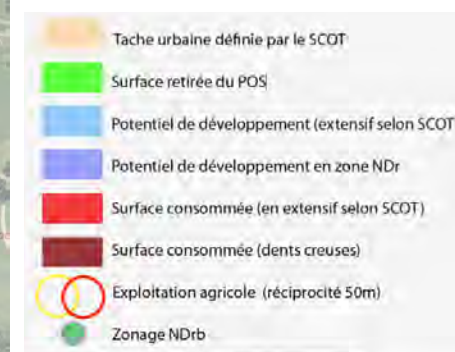 Tache urbaine définie par le SCOT
Surface retirée du POS
Potentiel de développement (extensif selon SCOT
Potentiel de développement en zone NDr
Surface consommée (en extensif selon SCOT)
Surface consommée (dents creuses)
Exploitation agricole (réciprocité 50m)
Zonage NDrb